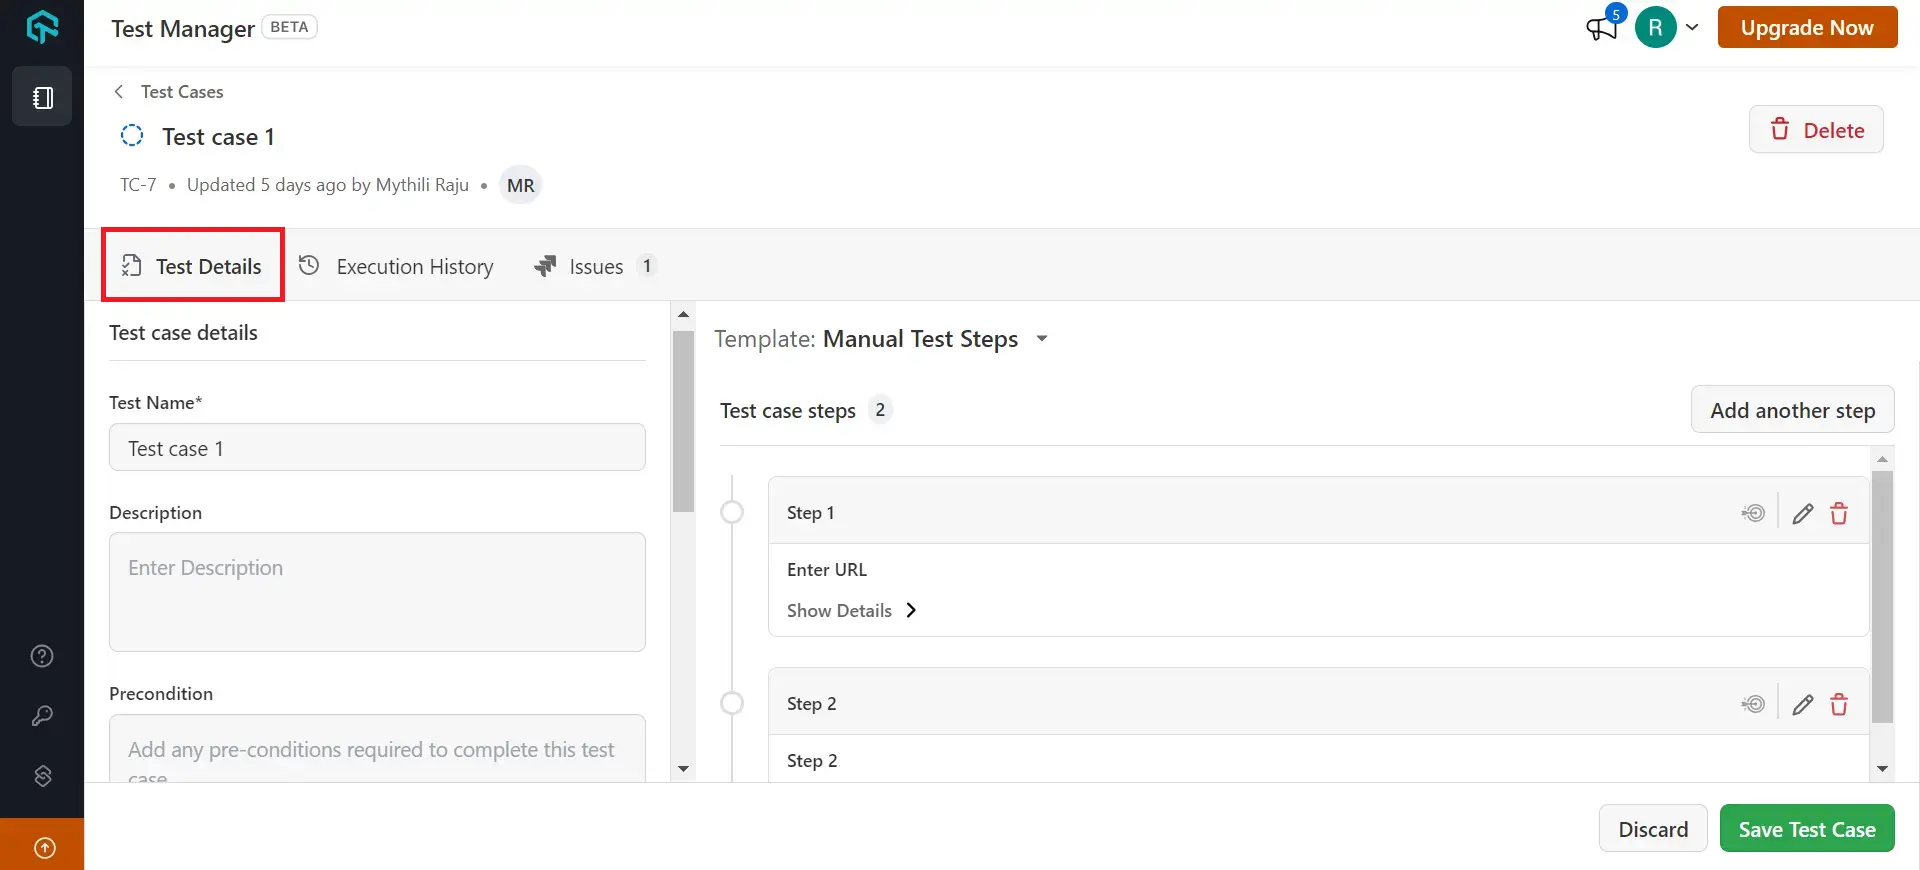 Test Manager BETA
5
R
Upgrade Now
Test Cases
Test case 1
Delete
TC-7 • Updated 5 days ago by Mythili Raju • MR
Test Details
Execution History
Issues 1
Test case details
Test Name*
Test case 1
Description
Enter Description
Precondition
Add any pre-conditions required to complete this test
case
Template: Manual Test Steps
Test case steps 2
Add another step
Step 1
Enter URL
Show Details
Step 2
Step 2
Discard
Save Test Case